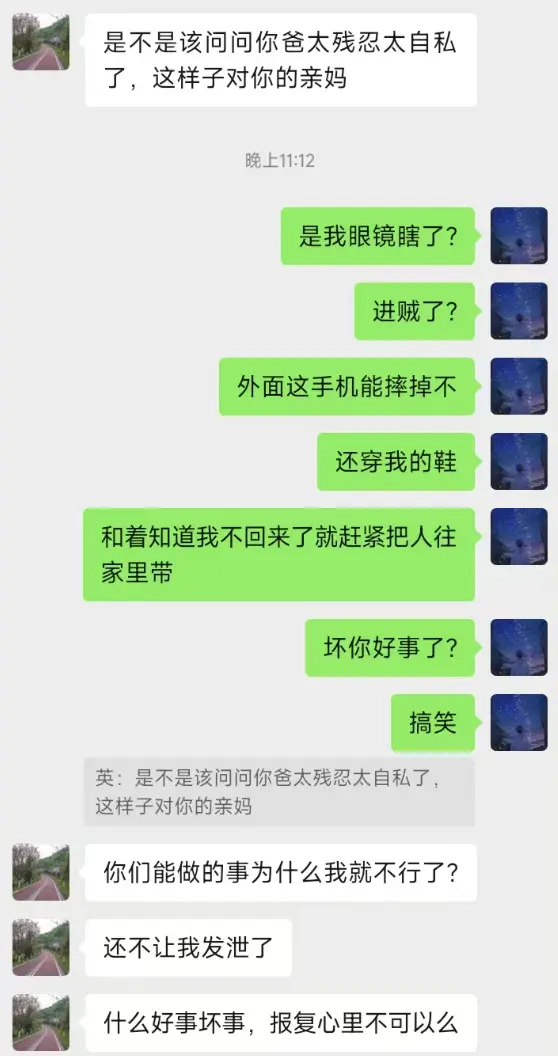 是不是该问问你爸太残忍太自私
了，这样子对你的亲妈
晚上11:12
是我眼镜瞎了？
进贼了？
外面这手机能摔掉不
还穿我的鞋
和着知道我不回来了就赶紧把人往
家里带
坏你好事了？
搞笑
英：是不是该问问你爸太残忍太自私了，
这样子对你的亲妈
你们能做的事为什么我就不行了？
还不让我发泄了
什么好事坏事，报复心里不可以么